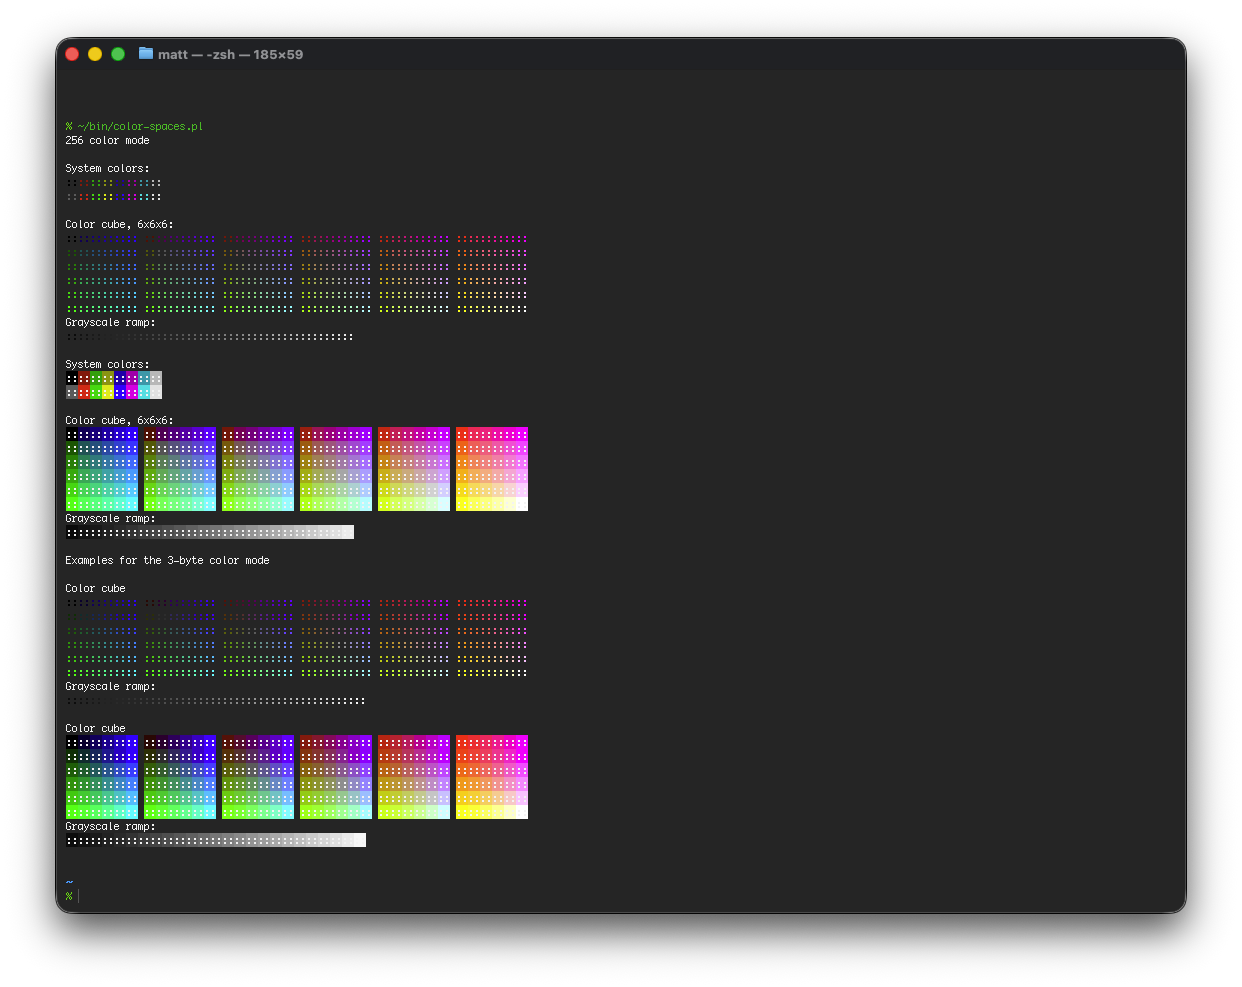 matt — -zsh — 185×59
% ~/bin/color-spaces.pl
256 color mode
System colors:
::::::::::::::::
::::::::::::::::
Color cube, 6x6x6:
:::::::::::: :::::::::::: :::::::::::: :::::::::::: :::::::::::: ::::::::::::
:::::::::::: :::::::::::: :::::::::::: :::::::::::: :::::::::::: ::::::::::::
:::::::::::: :::::::::::: :::::::::::: :::::::::::: :::::::::::: ::::::::::::
:::::::::::: :::::::::::: :::::::::::: :::::::::::: :::::::::::: ::::::::::::
:::::::::::: :::::::::::: :::::::::::: :::::::::::: :::::::::::: ::::::::::::
:::::::::::: :::::::::::: :::::::::::: :::::::::::: :::::::::::: ::::::::::::
Grayscale ramp:
::::::::::::::::::::::::::::::::::::::::::::::::
System colors:
::::::::::::::::
::::::::::::::::
Color cube, 6x6x6:
:::::::::::: :::::::::::: :::::::::::: :::::::::::: :::::::::::: ::::::::::::
:::::::::::: :::::::::::: :::::::::::: :::::::::::: :::::::::::: ::::::::::::
:::::::::::: :::::::::::: :::::::::::: :::::::::::: :::::::::::: ::::::::::::
:::::::::::: :::::::::::: :::::::::::: :::::::::::: :::::::::::: ::::::::::::
:::::::::::: :::::::::::: :::::::::::: :::::::::::: :::::::::::: ::::::::::::
:::::::::::: :::::::::::: :::::::::::: :::::::::::: :::::::::::: ::::::::::::
Grayscale ramp:
::::::::::::::::::::::::::::::::::::::::::::::::
Examples for the 3-byte color mode
Color cube
:::::::::::: :::::::::::: :::::::::::: :::::::::::: :::::::::::: ::::::::::::
:::::::::::: :::::::::::: :::::::::::: :::::::::::: :::::::::::: ::::::::::::
:::::::::::: :::::::::::: :::::::::::: :::::::::::: :::::::::::: ::::::::::::
:::::::::::: :::::::::::: :::::::::::: :::::::::::: :::::::::::: ::::::::::::
:::::::::::: :::::::::::: :::::::::::: :::::::::::: :::::::::::: ::::::::::::
:::::::::::: :::::::::::: :::::::::::: :::::::::::: :::::::::::: ::::::::::::
Grayscale ramp:
::::::::::::::::::::::::::::::::::::::::::::::::::
Color cube
:::::::::::: :::::::::::: :::::::::::: :::::::::::: :::::::::::: ::::::::::::
:::::::::::: :::::::::::: :::::::::::: :::::::::::: :::::::::::: ::::::::::::
:::::::::::: :::::::::::: :::::::::::: :::::::::::: :::::::::::: ::::::::::::
:::::::::::: :::::::::::: :::::::::::: :::::::::::: :::::::::::: ::::::::::::
:::::::::::: :::::::::::: :::::::::::: :::::::::::: :::::::::::: ::::::::::::
:::::::::::: :::::::::::: :::::::::::: :::::::::::: :::::::::::: ::::::::::::
Grayscale ramp:
::::::::::::::::::::::::::::::::::::::::::::::::::
~
%